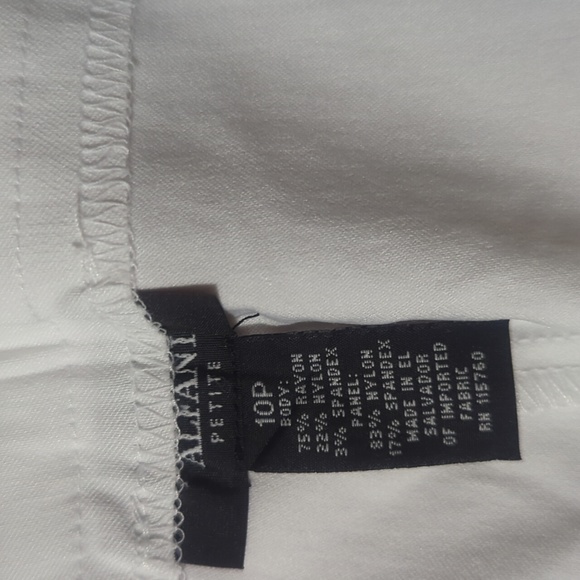 ALFANI
PETITE
10P
BODY:
75% RAYON
22% NYLON
3% SPANDEX
PANEL:
83% NYLON
17% SPANDEX
MADE IN EL
SALVADOR
OF IMPORTED
FABRIC
RN 115760